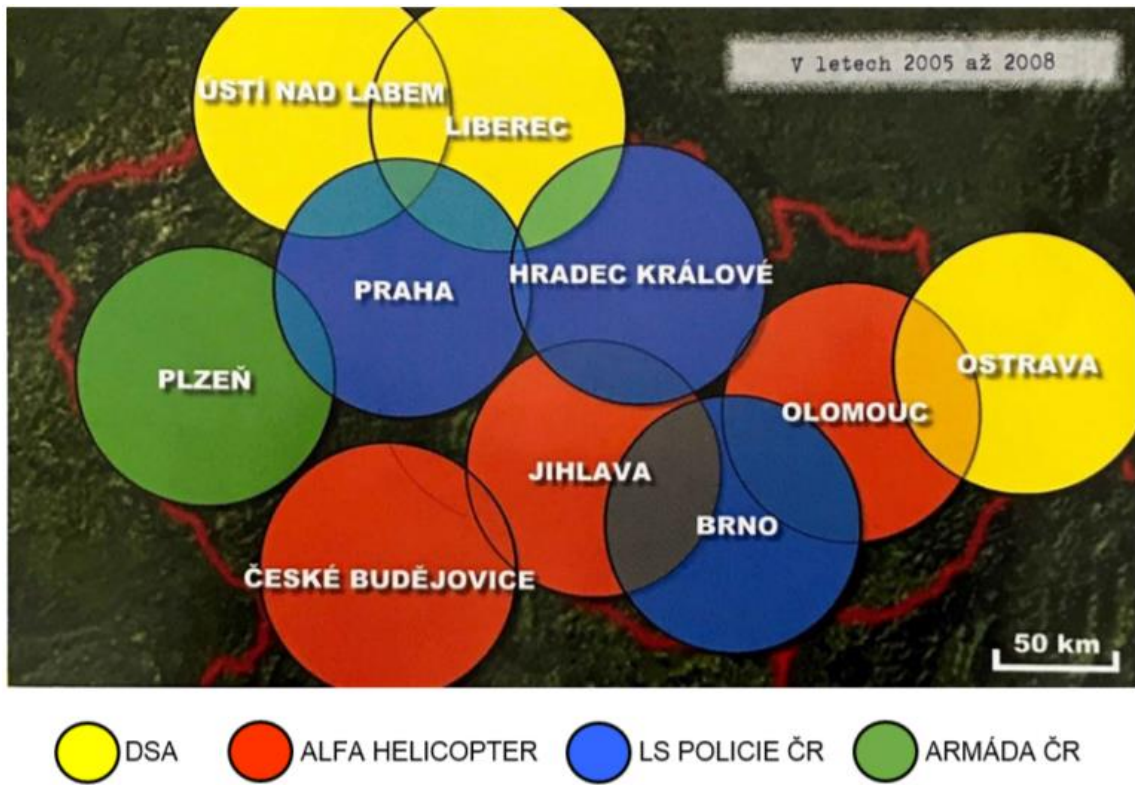 V letech 2005 až 2008
ÚSTÍ NAD LABEM
LIBEREC
PRAHA
HRADEC KRÁLOVÉ
PLZEŇ
OSTRAVA
OLOMOUC
JIHLAVA
BRNO
ČESKÉ BUDĚJOVICE
50 km
DSA
ALFA HELICOPTER
LS POLICIE ČR
ARMÁDA ČR